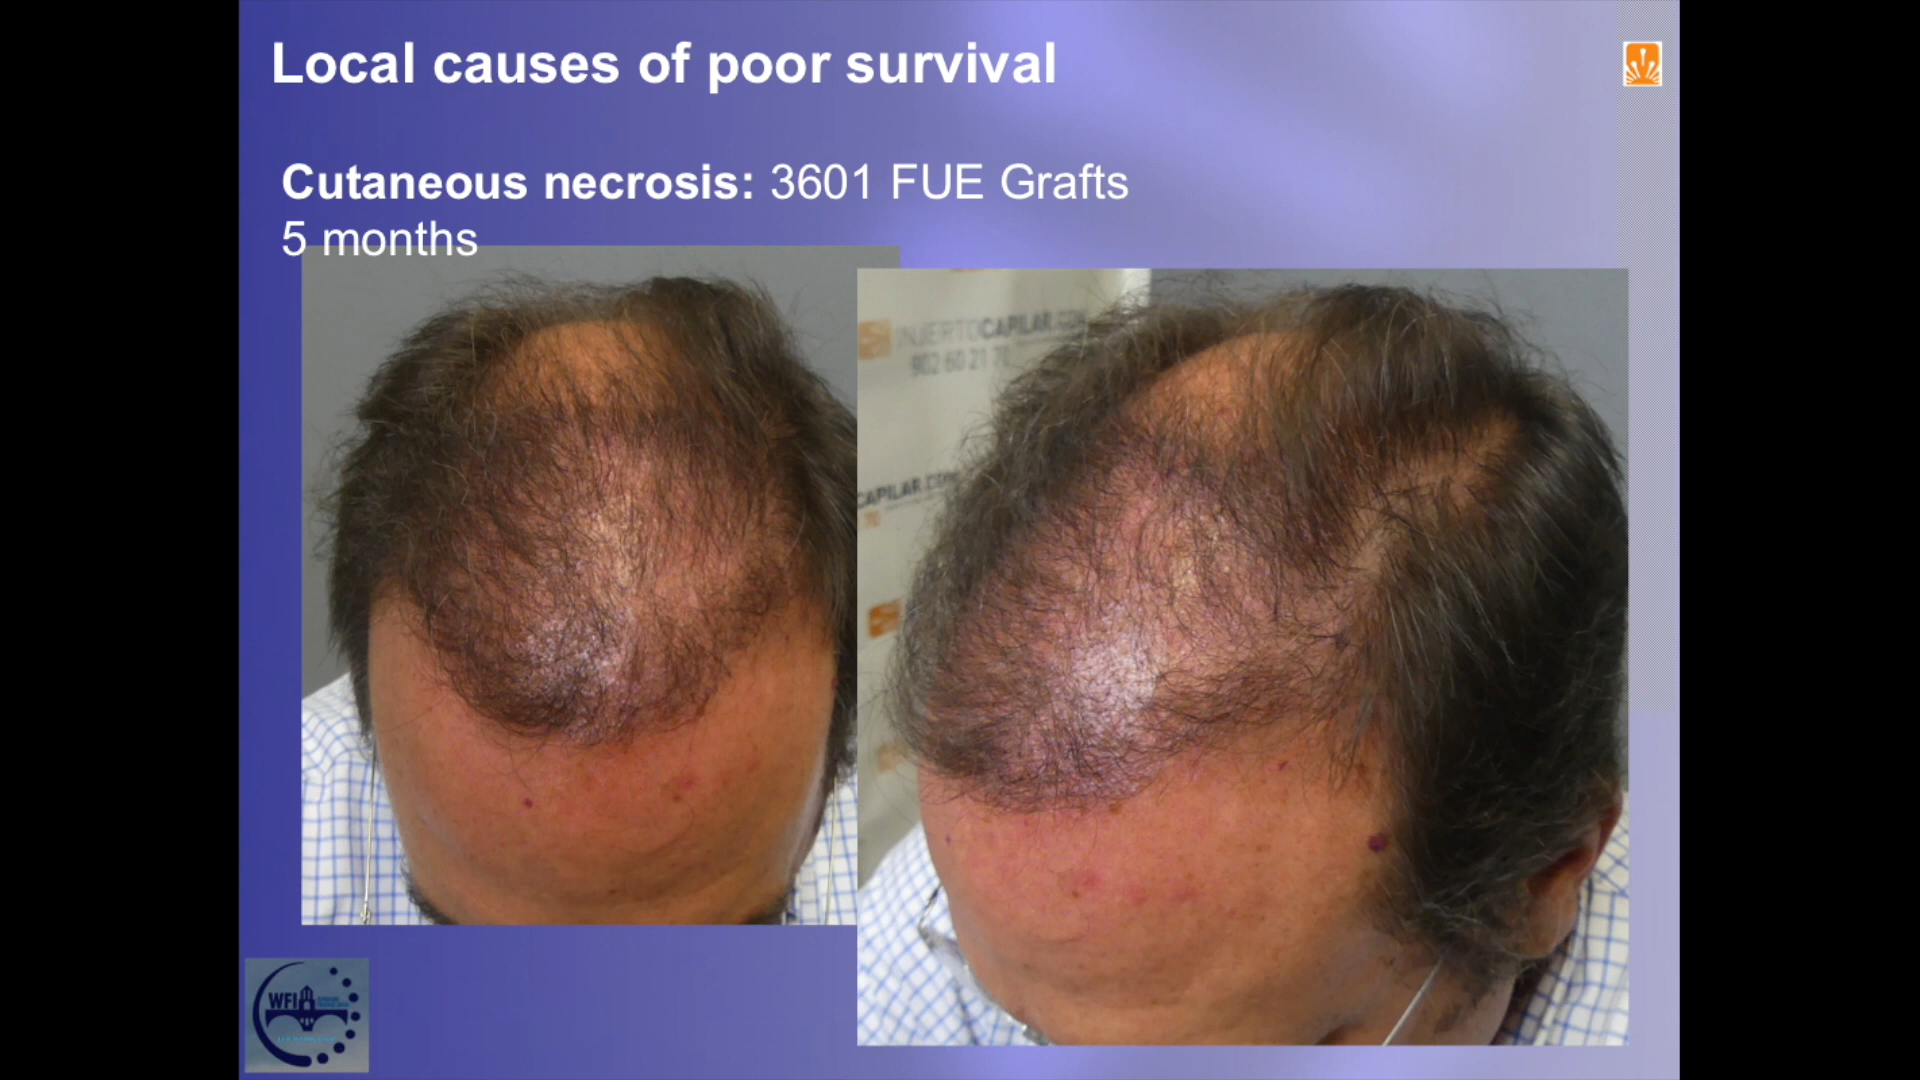 Local causes of poor survival
Cutaneous necrosis: 3601 FUE Grafts
5 months
INJERTOCAPILAR.COM
902 60 21 70
CAPILAR.COM
70
WFI